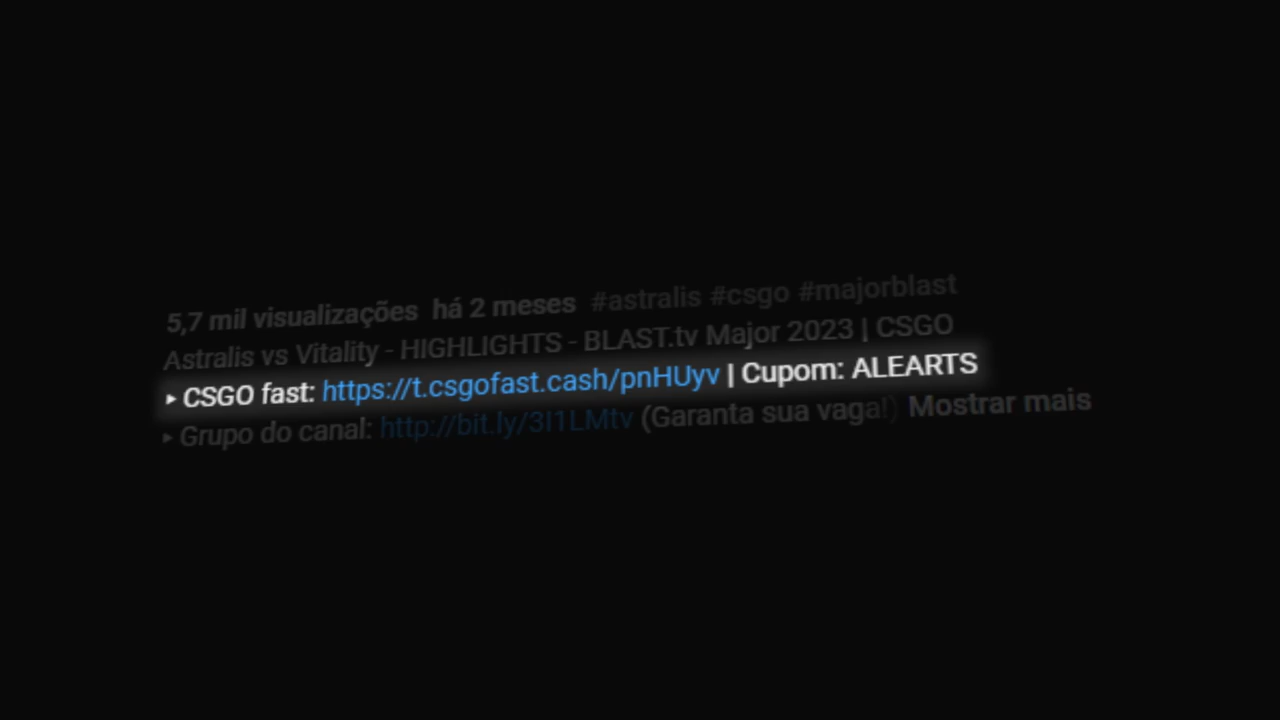 5,7 mil visualizações há 2 meses #astralis #csgo #majorblast
Astralis vs Vitality - HIGHLIGHTS - BLAST.tv Major 2023 | CSGO
‣ CSGO fast: https://t.csgofast.cash/pnHUyv | Cupom: ALEARTS
‣ Grupo do canal: http://bit.ly/3I1LMtv (Garanta sua vaga!) Mostrar mais